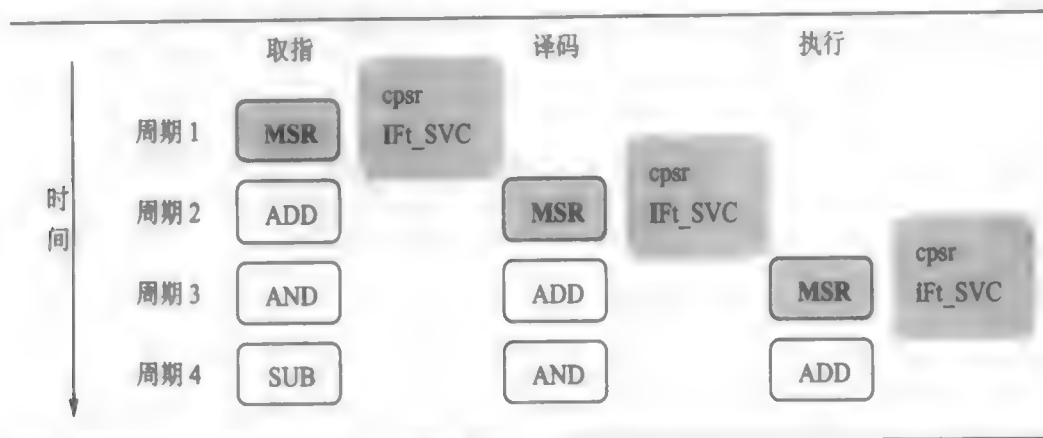 取指 译码 执行
cpsr
周期1 MSR IFt_SVC
cpsr
时间
周期2 ADD MSR IFt_SVC
cpsr
周期3 AND ADD MSR iFt_SVC
周期4 SUB AND ADD